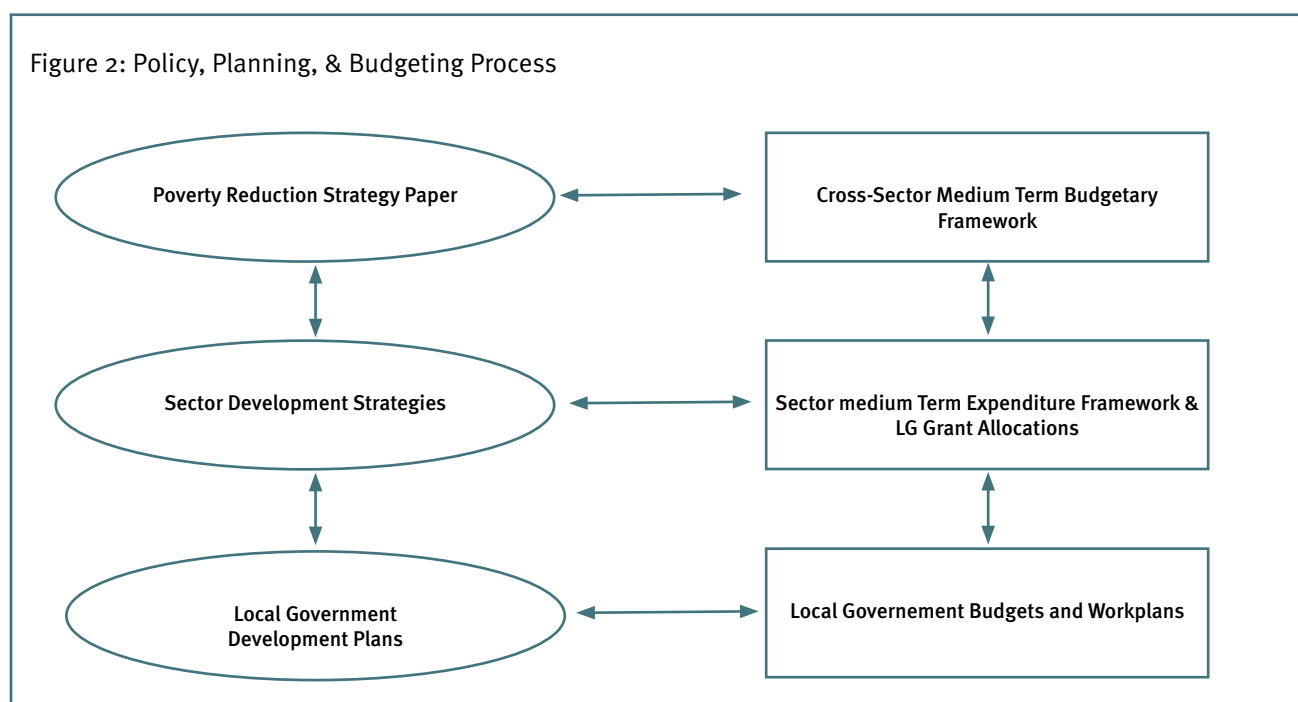 Figure 2: Policy, Planning, & Budgeting Process
Poverty Reduction Strategy Paper
Cross-Sector Medium Term Budgetary
Framework
Sector Development Strategies
Sector medium Term Expenditure Framework &
LG Grant Allocations
Local Government
Development Plans
Local Governement Budgets and Workplans